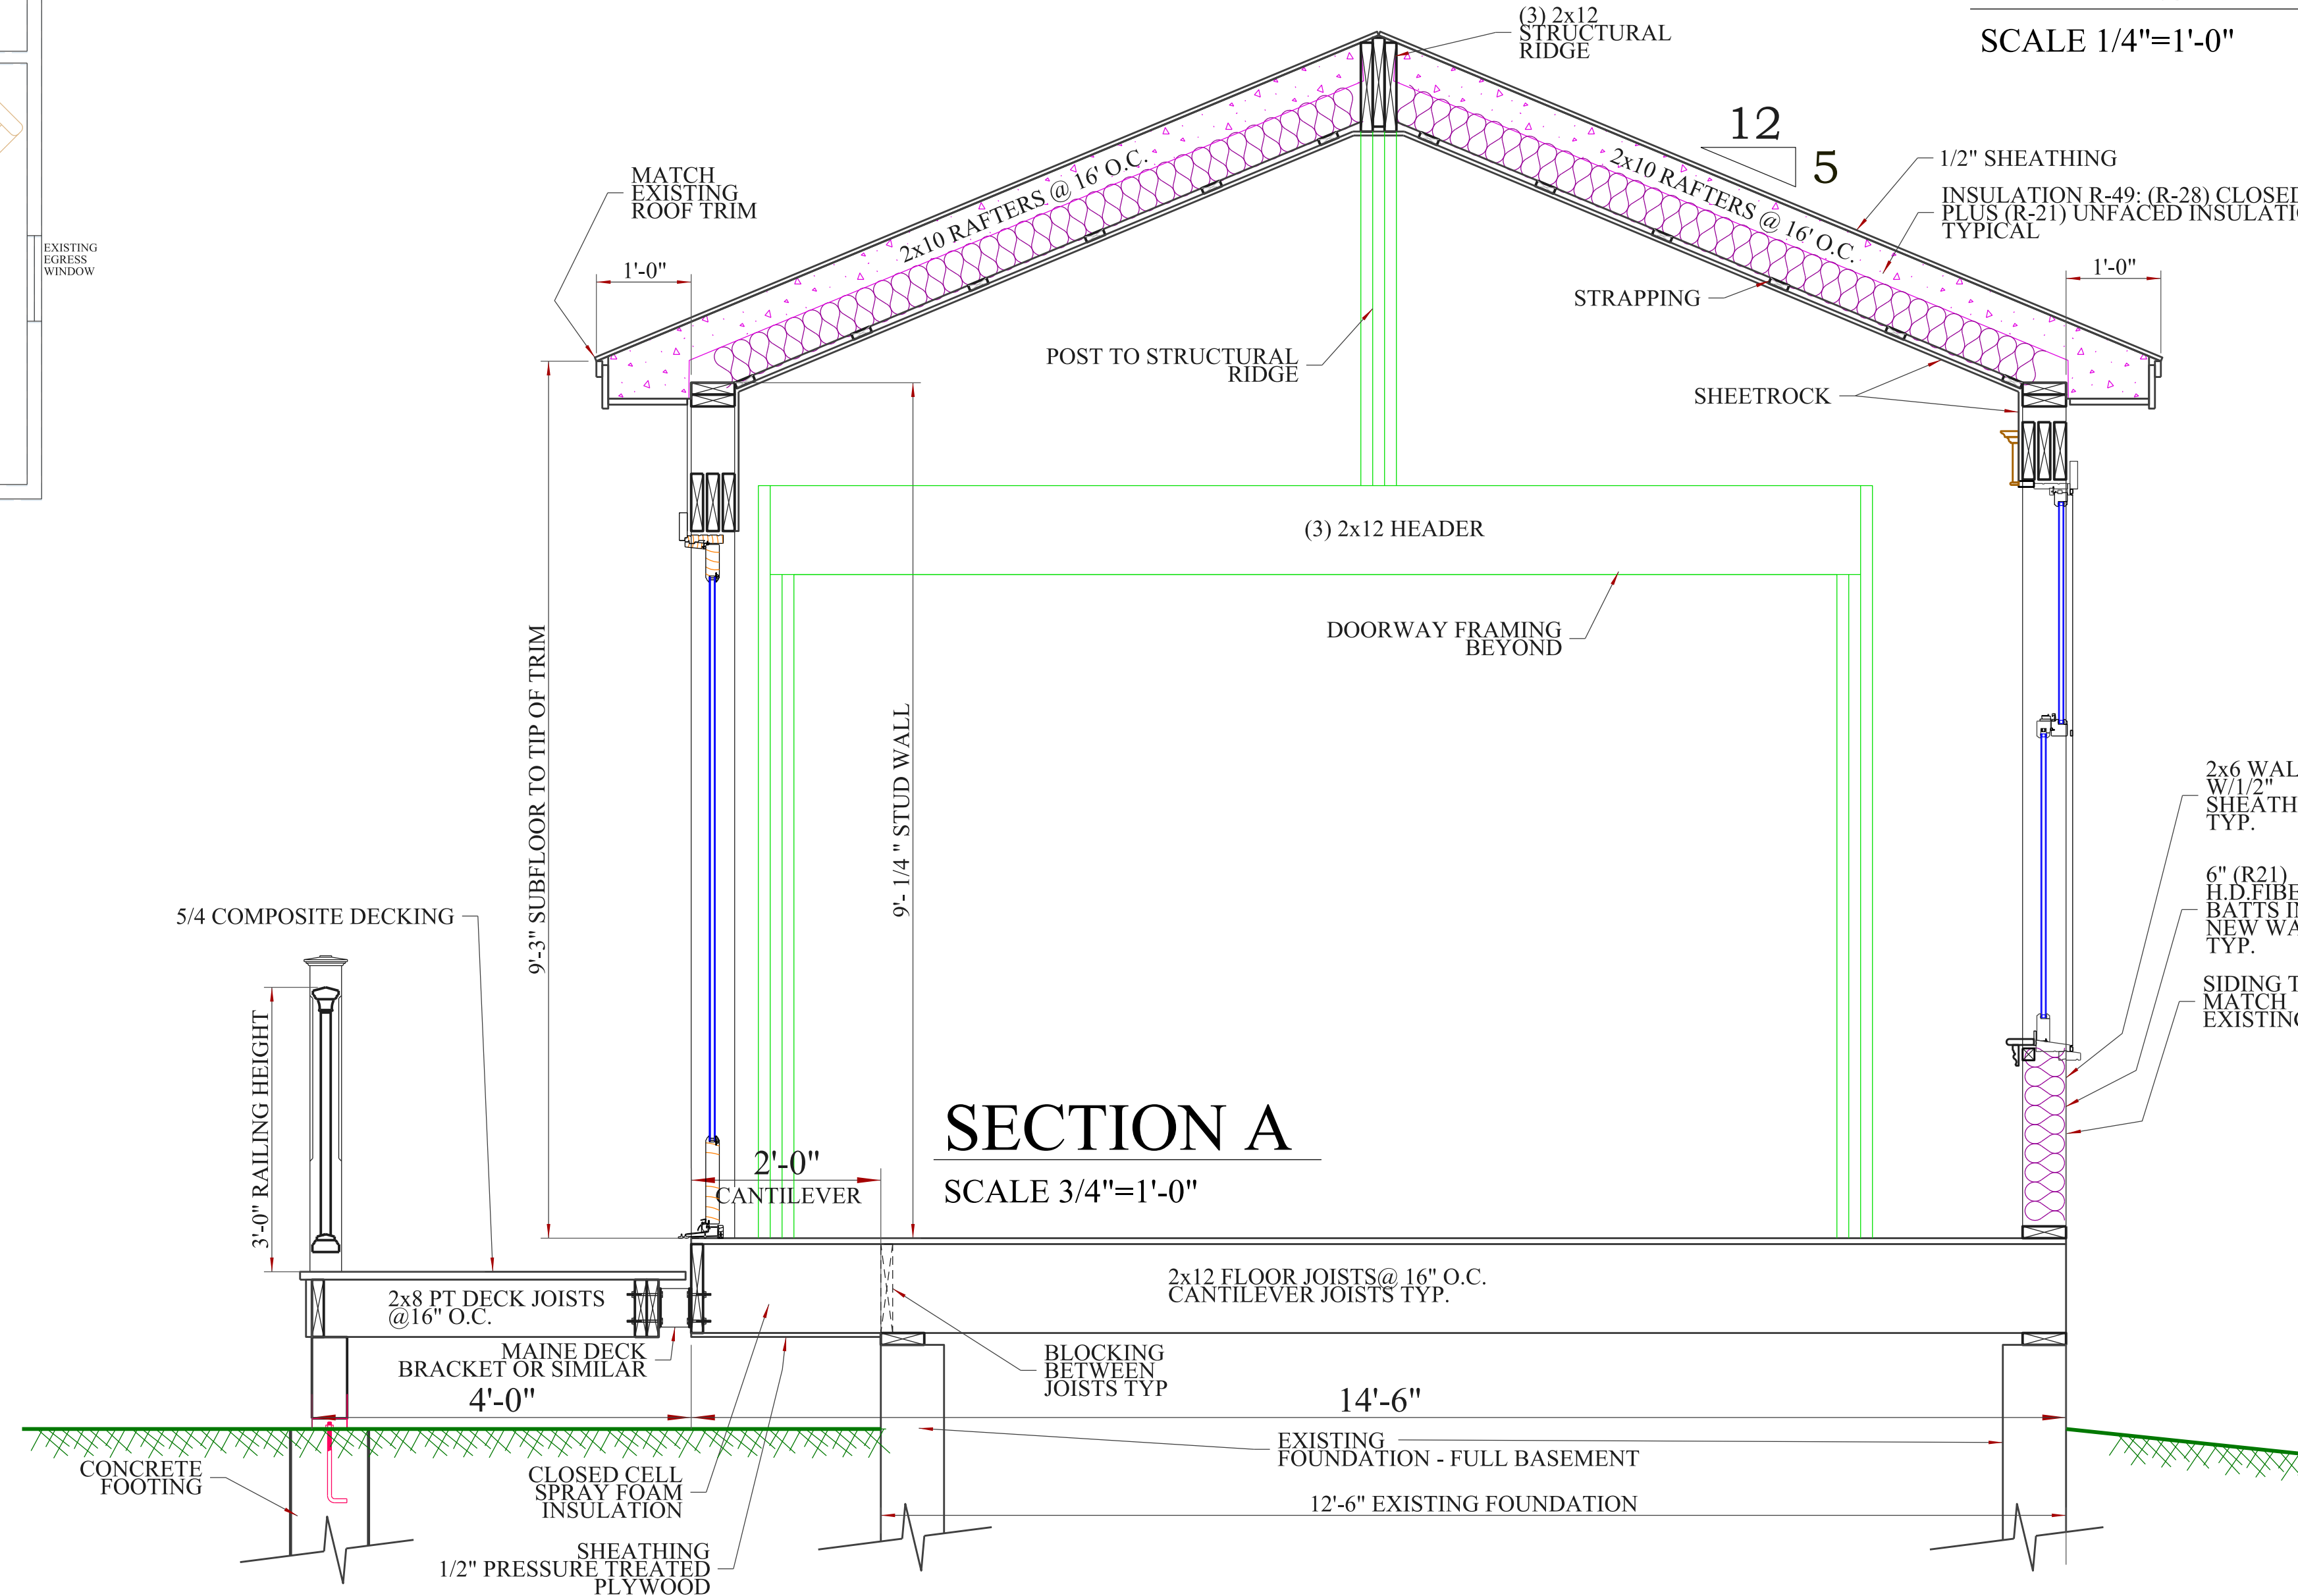 (3) 2x12
STRUCTURAL
RIDGE
SCALE 1/4"=1'-0"
12
5
1/2" SHEATHING
INSULATION R-49: (R-28) CLOSED
PLUS (R-21) UNFACED
TYPICAL
MATCH
EXISTING
ROOF TRIM
EXISTING
EGRESS
WINDOW
1'-0"
2x10 RAFTERS @ 16' O.C.
2x10 RAFTERS @ 16' O.C.
1'-0"
STRAPPING
POST TO STRUCTURAL
RIDGE
SHEETROCK
(3) 2x12 HEADER
DOORWAY FRAMING
BEYOND
9'-3" SUBFLOOR TO TIP OF TRIM
9'- 1/4 " STUD WALL
2x6
W/1/2"
TYP.
6" (R21)
BATTS
NEW
TYP.
SIDING
MATCH
5/4 COMPOSITE DECKING
3'-0" RAILING HEIGHT
SECTION A
SCALE 3/4"=1'-0"
2'-0"
CANTILEVER
2x8 PT DECK JOISTS
@16" O.C.
2x12 FLOOR JOISTS@ 16" O.C.
CANTILEVER JOISTS TYP.
MAINE DECK
BRACKET OR SIMILAR
BLOCKING
BETWEEN
JOISTS TYP
4'-0"
14'-6"
EXISTING
FOUNDATION - FULL BASEMENT
CONCRETE
FOOTING
CLOSED CELL
SPRAY FOAM
INSULATION
12'-6" EXISTING FOUNDATION
SHEATHING
1/2" PRESSURE TREATED
PLYWOOD